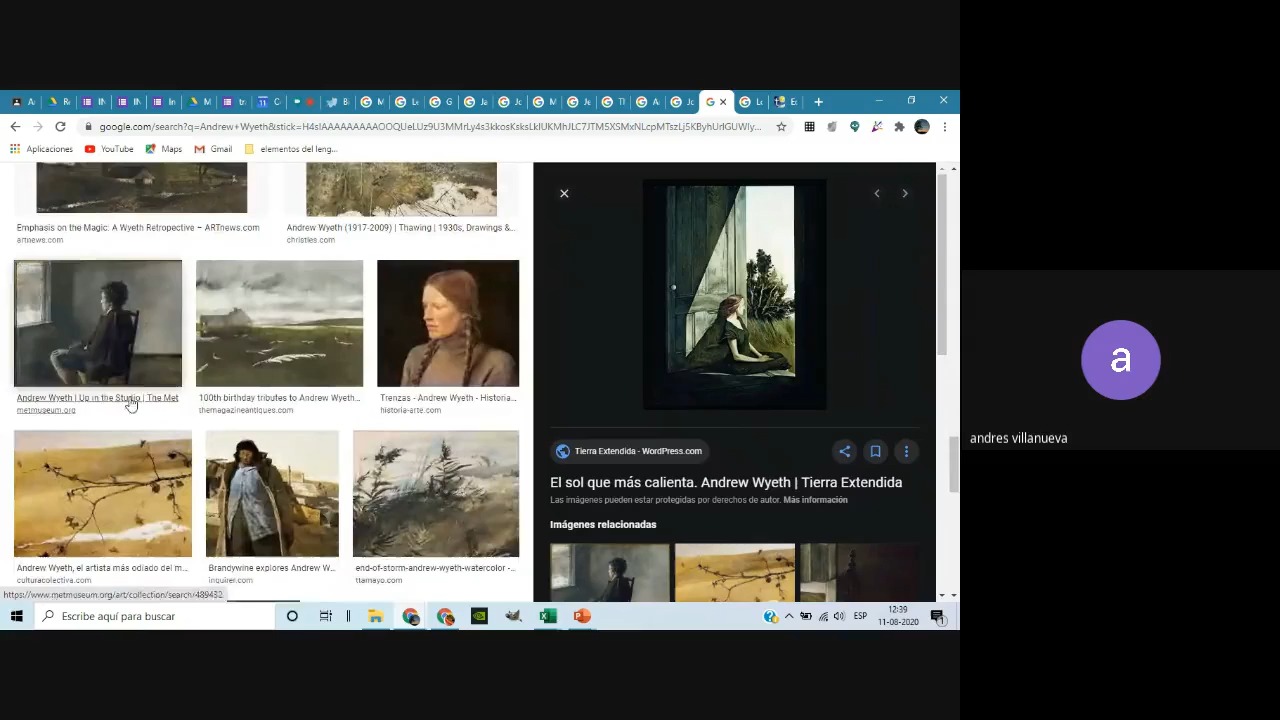 google.com/search?q=Andrew+Wyeth&stick=
Aplicaciones YouTube Maps Gmail elementos del leng...
Emphasis on the Magic: A Wyeth Retrospective – ARTnews.com
artnews.com
Andrew Wyeth (1917-2009) | Thawing | 1930s, Drawings &...
christies.com
Andrew Wyeth | Up in the Studio | The Met
metmuseum.org
100th birthday tributes to Andrew Wyeth...
themagazineantiques.com
Trenzas - Andrew Wyeth - Historia...
historia-arte.com
Andrew Wyeth, el artista más odiado del m...
culturacolectiva.com
Brandywine explores Andrew W...
inquirer.com
end-of-storm-andrew-wyeth-watercolor -...
ttamayo.com
https://www.metmuseum.org/art/collection/search/489432
Tierra Extendida - WordPress.com
El sol que más calienta. Andrew Wyeth | Tierra Extendida
Las imágenes pueden estar protegidas por derechos de autor. Más información
Imágenes relacionadas
Escribe aquí para buscar
ESP
12:39
11-08-2020
a
andres villanueva